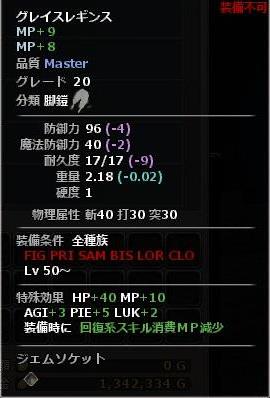 装備不可
グレイスレギンス
MP+9
MP+8
品質 Master
グレード 20
分類 脚鎧
防御力 96 (-4)
魔法防御力 40 (-2)
耐久度 17/17 (-9)
重量 2.18 (-0.02)
硬度 1
物理属性 斬40 打30 突30
装備条件 全種族
FIG PRI SAM BIS LOR CLO
Lv 50～
特殊効果 HP+40 MP+10
AGI+3 PIE+5 LUK+2
装備時に 回復系スキル消費MP減少
ジェムソケット
0 G
1,342,334 G